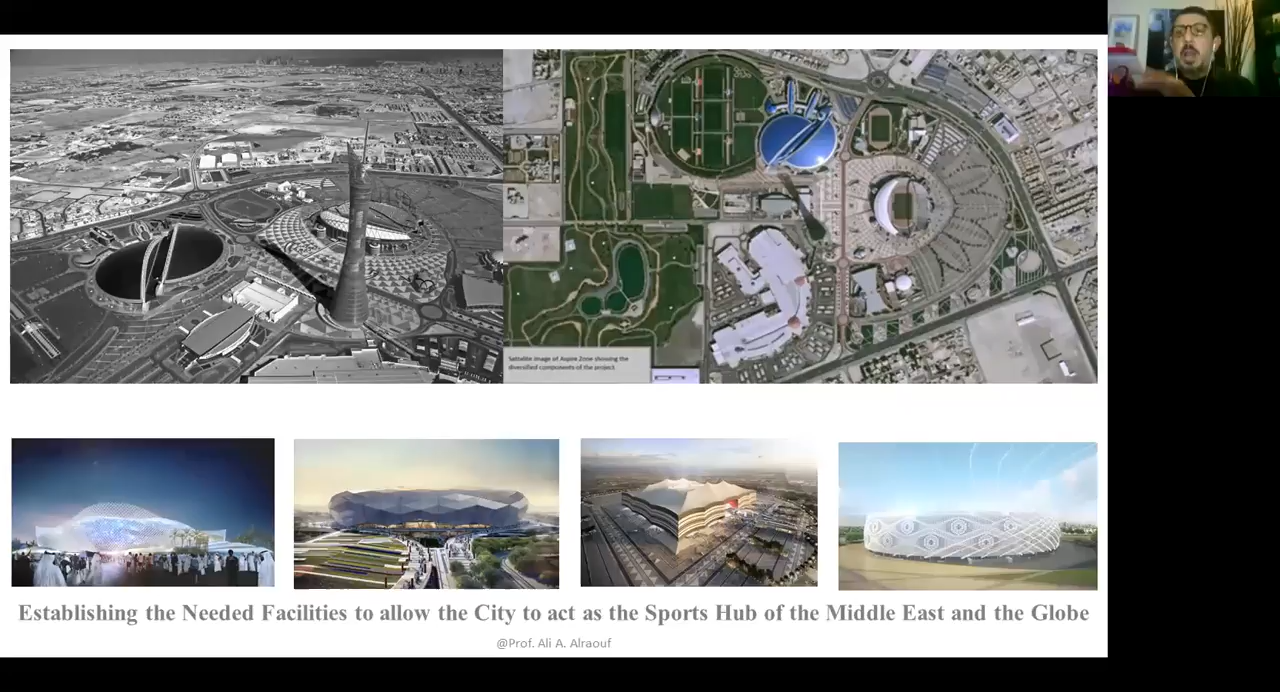 Sattelite image of Aspire Zone showing the
diversified components of the project
Establishing the Needed Facilities to allow the City to act as the Sports Hub of the Middle East and the Globe
@Prof. Ali A. Alraouf